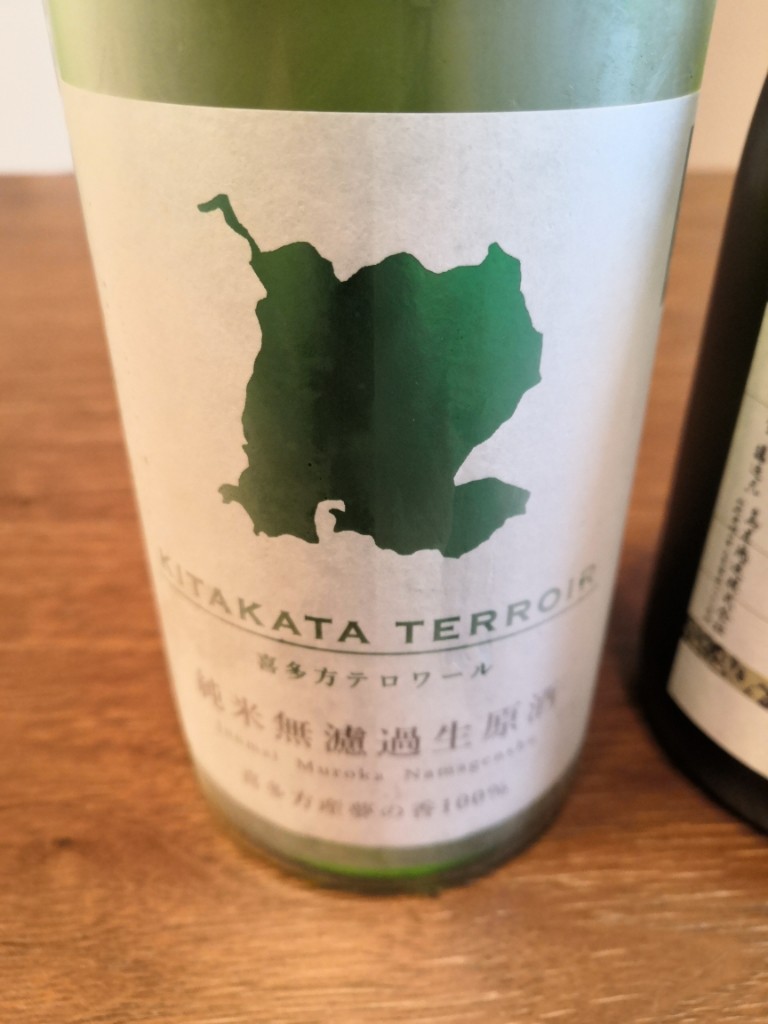 KITAKATA TERROIR
喜多方テロワール
純米無濾過生原酒
Junmai Muroka Namagenshu
喜多方産夢の香100%